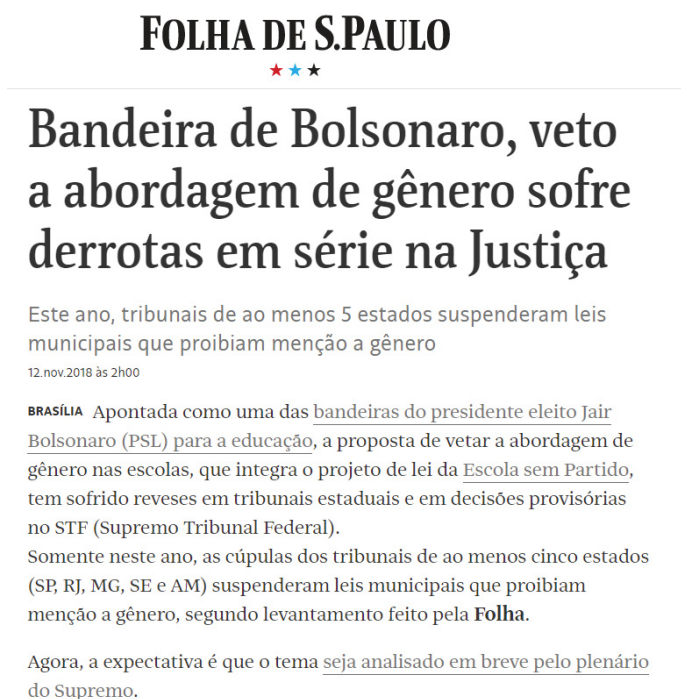 FOLHA DE S.PAULO
Bandeira de Bolsonaro, veto
a abordagem de gênero sofre
derrotas em série na Justiça
Este ano, tribunais de ao menos 5 estados suspenderam leis
municipais que proibiam menção a gênero
12.nov.2018 às 2h00
BRASÍLIA Apontada como uma das bandeiras do presidente eleito Jair
Bolsonaro (PSL) para a educação, a proposta de vetar a abordagem de
gênero nas escolas, que integra o projeto de lei da Escola sem Partido,
tem sofrido reveses em tribunais estaduais e em decisões provisórias
no STF (Supremo Tribunal Federal).
Somente neste ano, as cúpulas dos tribunais de ao menos cinco estados
(SP, RJ, MG, SE e AM) suspenderam leis municipais que proibiam
menção a gênero, segundo levantamento feito pela Folha.
Agora, a expectativa é que o tema seja analisado em breve pelo plenário
do Supremo.